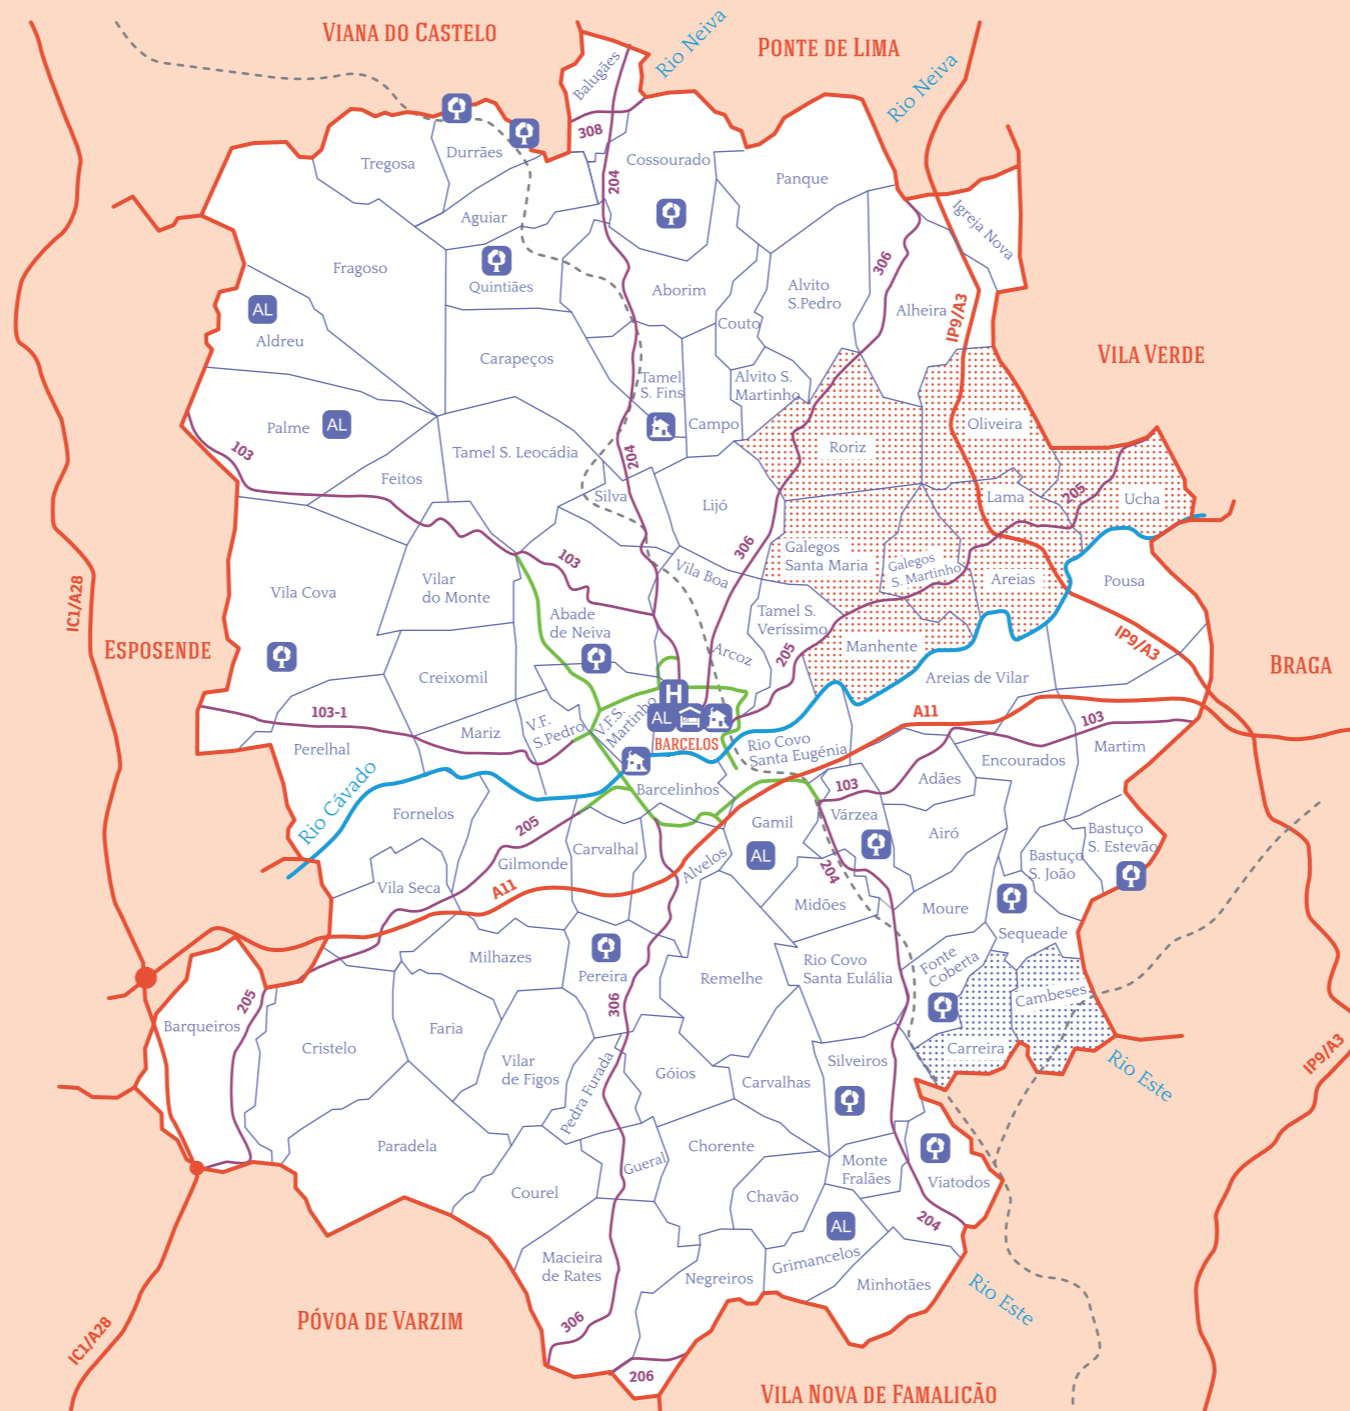 VIANA DO CASTELO
PONTE DE LIMA
Rio Neiva
Rio Neiva
Balugães
308
204
Tregosa
Durrães
Cossourado
Panque
Igreja Nova
Aguiar
Fragoso
Quintiães
Aborim
Alvito
S.Pedro
306
Alheira
IP9/A3
AL
Aldreu
Couto
Carapeços
VILA VERDE
Tamel
S. Fins
Alvito S.
Martinho
Palme
AL
103
Campo
Oliveira
Roriz
Tamel S. Leocádia
204
Feitos
Silva
Lijó
Lama
205
Ucha
306
103
Galegos
Santa Maria
Galegos
S. Martinho
Areias
Pousa
Vila Boa
Vilar
do Monte
Vila Cova
IC1/A28
Abade
de Neiva
Tamel S.
Veríssimo
ESPOSENDE
Arcoz
205
Manhente
IP9/A3
BRAGA
Creixomil
Areias de Vilar
H
AL
103-1
V.F.
S.Pedro
V.F.S.
Martinho
A11
103
Mariz
BARCELOS
Rio Covo
Santa Eugénia
Martim
Perelhal
Encourados
Adães
Rio Cávado
Barcelinhos
103
Fornelos
205
Gamil
Várzea
Airó
Bastuço
S. Estevão
Carvalhal
AL
Bastuço
S. João
Gilmonde
Alvelos
204
Vila Seca
A11
Midões
Moure
Sequeade
Milhazes
Pereira
Remelhe
Rio Covo
Santa Eulália
Fonte
Coberta
Cambeses
205
306
Barqueiros
Faria
Cristelo
Carreira
Vilar
de Figos
Pedra Furada
Góios
Silveiros
Carvalhas
Rio Este
IP9/A3
Paradela
Chorente
Gueral
Monte
Fralães
Viatodos
Courel
Chavão
AL
204
Macieira
de Rates
Grimancelos
Negreiros
Minhotães
Rio Este
PÓVOA DE VARZIM
306
IC1/A28
206
VILA NOVA DE FAMALICÃO